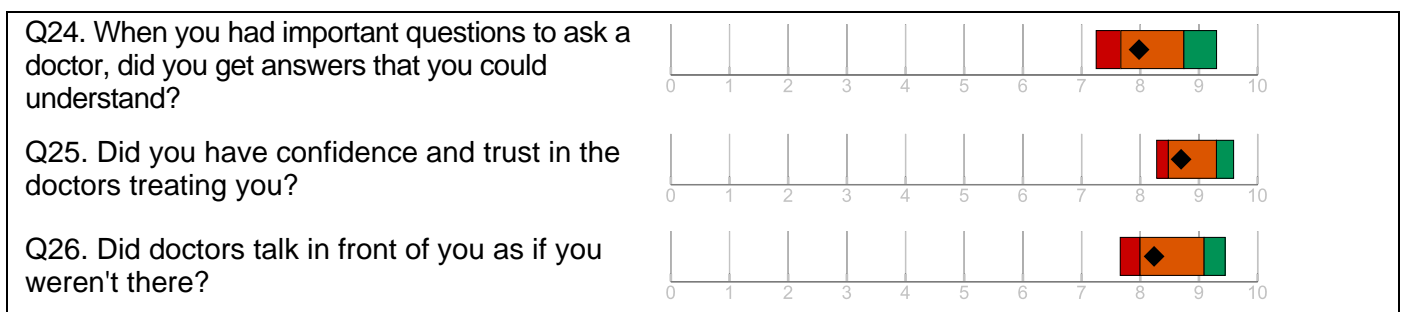 Q24. When you had important questions to ask a
doctor, did you get answers that you could
understand?
0 1 2 3 4 5 6 7 8 9 10
Q25. Did you have confidence and trust in the
doctors treating you?
0 1 2 3 4 5 6 7 8 9 10
Q26. Did doctors talk in front of you as if you
weren't there?
0 1 2 3 4 5 6 7 8 9 10